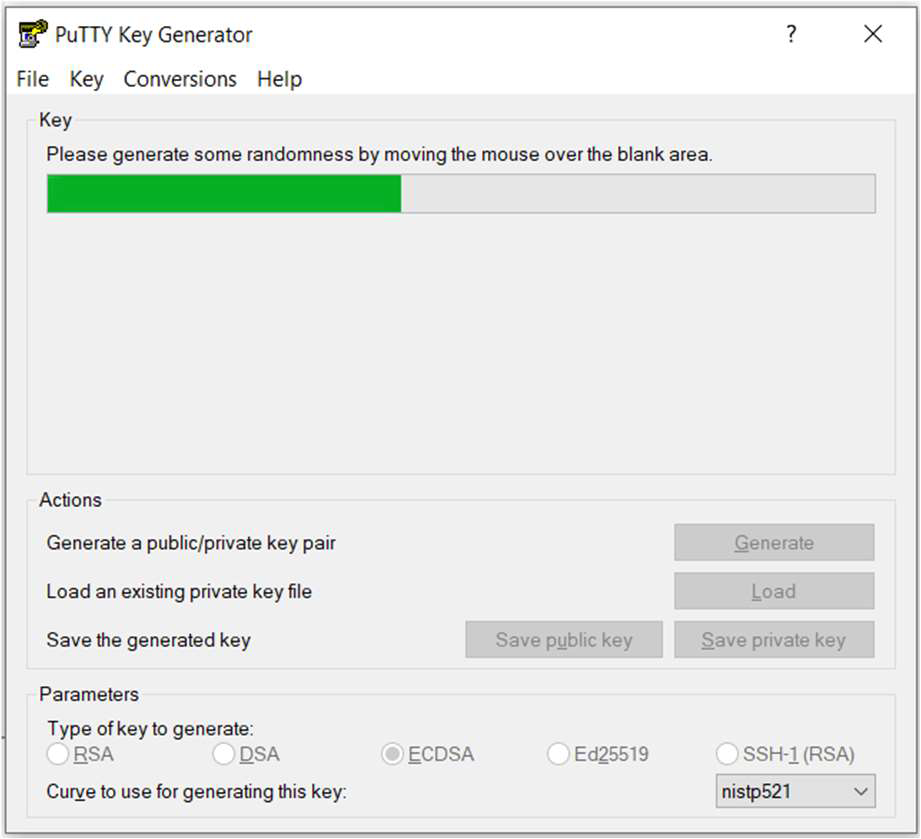 PuTTY Key Generator ?
File Key Conversions Help
Key
Please generate some randomness by moving the mouse over the blank area.
Actions
Generate a public/private key pair Generate
Load an existing private key file Load
Save the generated key Save public key Save private key
Parameters
Type of key to generate:
RSA DSA ECDSA Ed25519 SSH-1 (RSA)
Curve to use for generating this key: nistp521